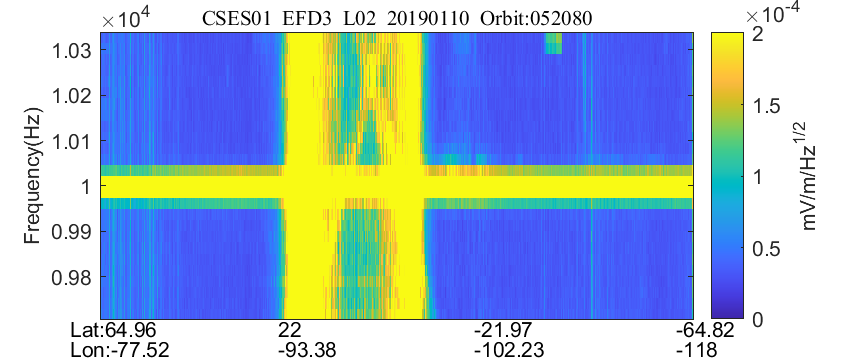 ×10⁴ CSES01 EFD3 L02 20190110 Orbit:052080 ×10⁻⁴
1.03
1.02
1.01
1
0.99
0.98
Frequency(Hz)
2
1.5
1
0.5
0
mV/m/Hz^1/2
Lat:64.96 22 -21.97 -64.82
Lon:-77.52 -93.38 -102.23 -118